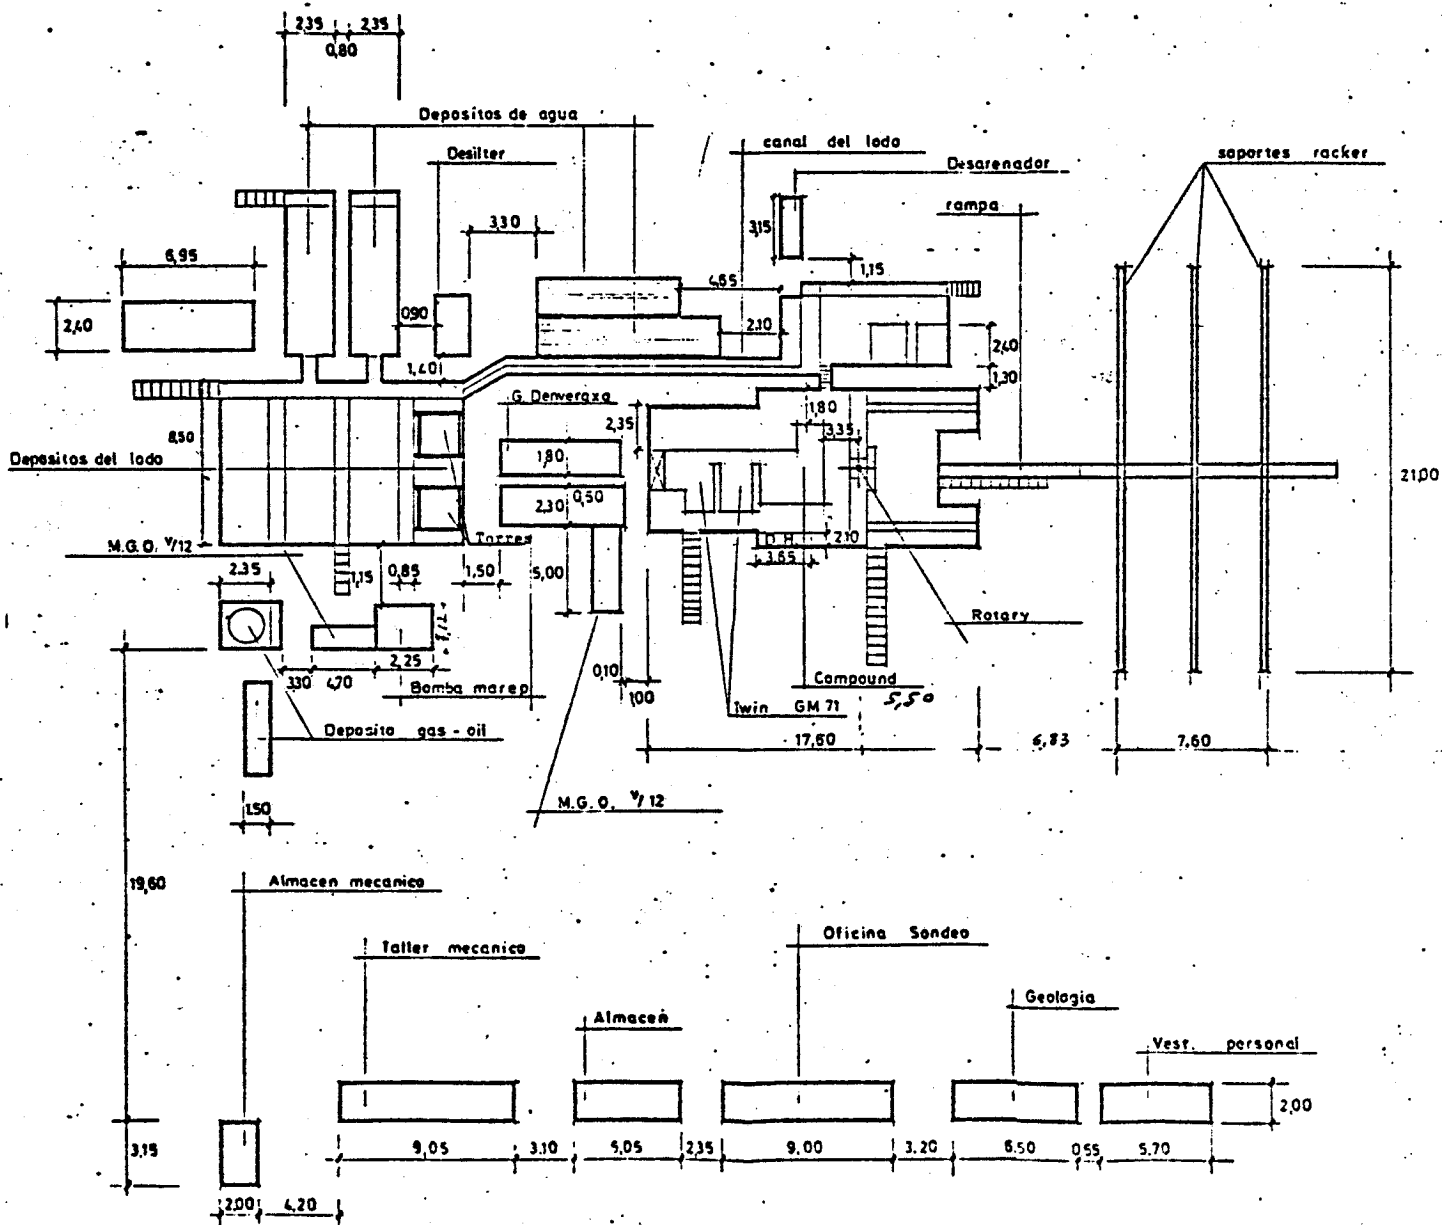 2,35 2,35
0,80
Depositos de agua
canal del lodo
Desilter
Desarenador
soportes racker
rampa
3,30
3,15
6,95
1,15
4,65
2,40
0,90
2,10
2,40
1,40
1,30
G. Denveraxa
1,80
2,35
3,35
8,50
1,80
Depositos del lodo
21,00
0,50
2,30
Torres
2,10
D.H.
M.G.O. V/12
3,65
2,35
1,15
0,85
1,50
5,00
Rotary
3,30 4,70 2,25
0,10
Compound
Bomba marep
1,00
5,50
Twin GM 71
Deposito gas-oil
17,60
6,83
7,60
M.G.O. V/12
1,50
19,60
Almacen mecanico
Oficina Sondeo
Taller mecanico
Geologia
Almacen
Vest. personal
2,00
3,15
9,05 3,10 5,05 2,35 9,00 3,20 6,50 0,55 5,70
2,00 4,20